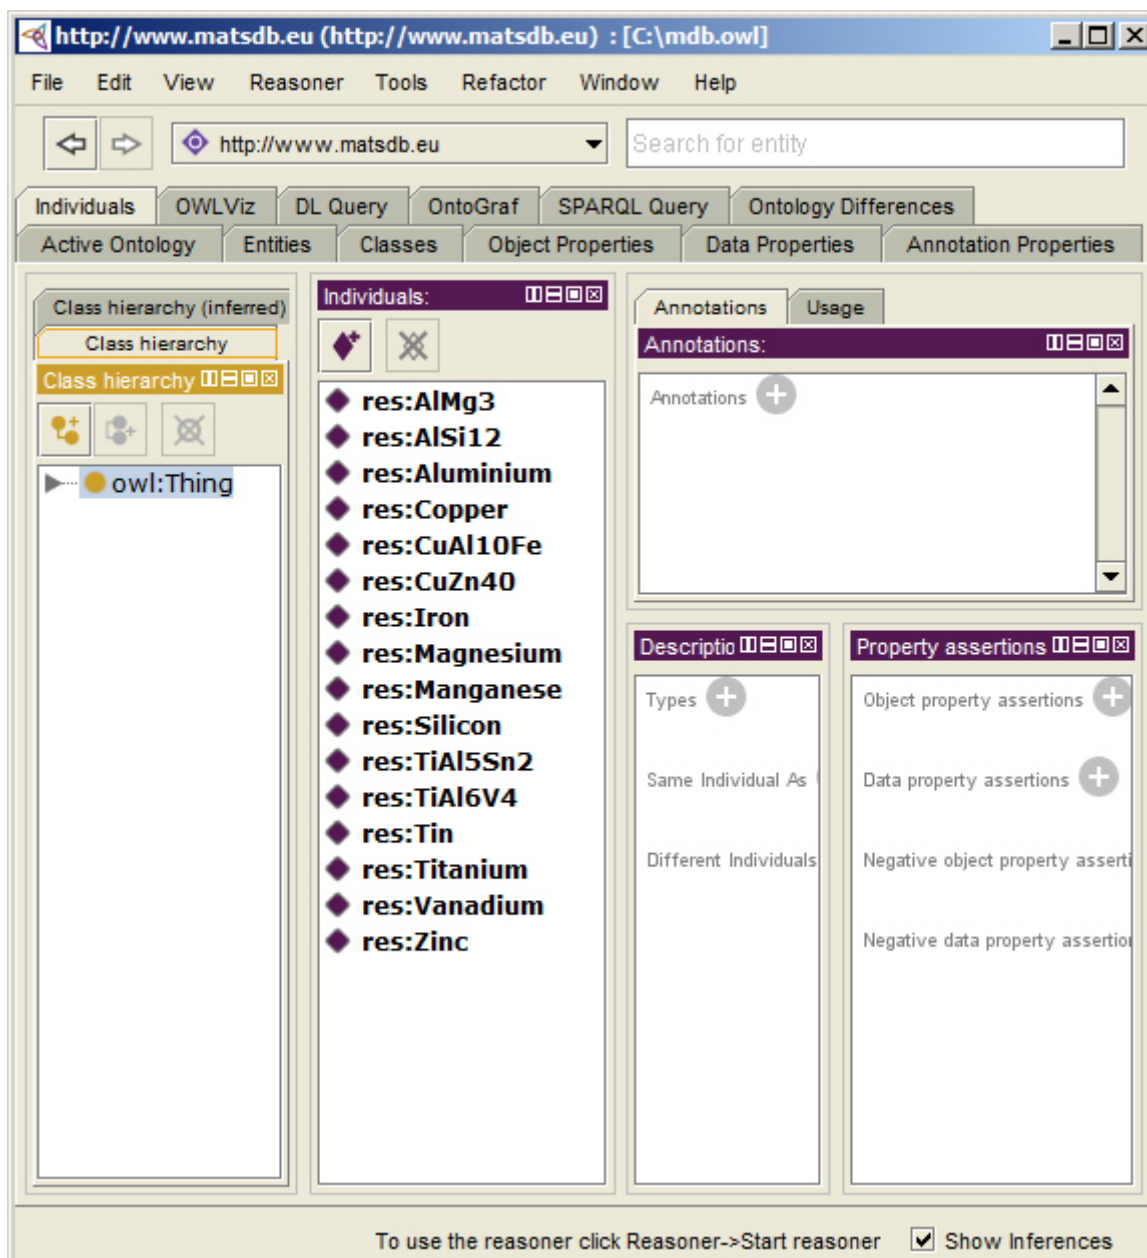 http://www.matsdb.eu (http://www.matsdb.eu) : [C:\mdb.owl]
File Edit View Reasoner Tools Refactor Window Help
http://www.matsdb.eu
Search for entity
Individuals OWLViz DL Query OntoGraf SPARQL Query Ontology Differences
Active Ontology Entities Classes Object Properties Data Properties Annotation Properties
Class hierarchy (inferred)
Class hierarchy
Class hierarchy
owl:Thing
Individuals:
res:AlMg3
res:AlSi12
res:Aluminium
res:Copper
res:CuAl10Fe
res:CuZn40
res:Iron
res:Magnesium
res:Manganese
res:Silicon
res:TiAl5Sn2
res:TiAl6V4
res:Tin
res:Titanium
res:Vanadium
res:Zinc
Annotations Usage
Annotations:
Annotations
Descriptio
Types
Same Individual As
Different Individuals
Property assertions
Object property assertions
Data property assertions
Negative object property asserti
Negative data property assertion
To use the reasoner click Reasoner->Start reasoner Show Inferences